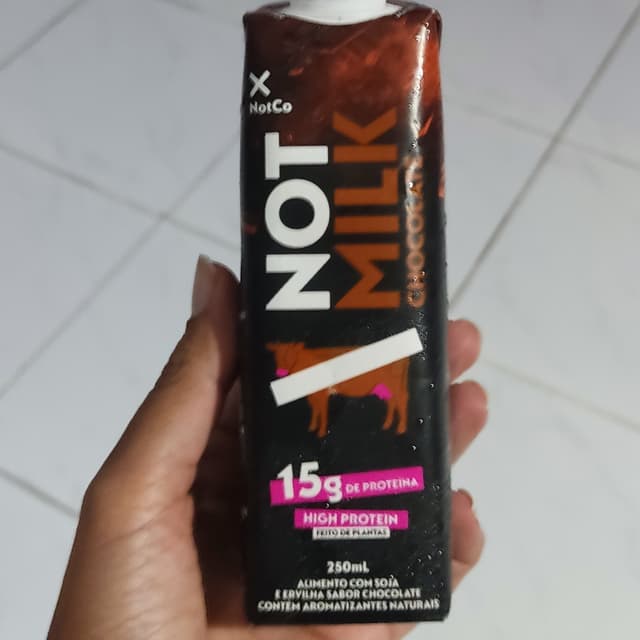 NotCo
NOT
MILK
CHOCOLATE
15g DE PROTEÍNA
HIGH PROTEIN
FEITO DE PLANTAS
250mL
ALIMENTO COM SOJA
E ERVILHA SABOR CHOCOLATE
CONTÉM AROMATIZANTES NATURAIS